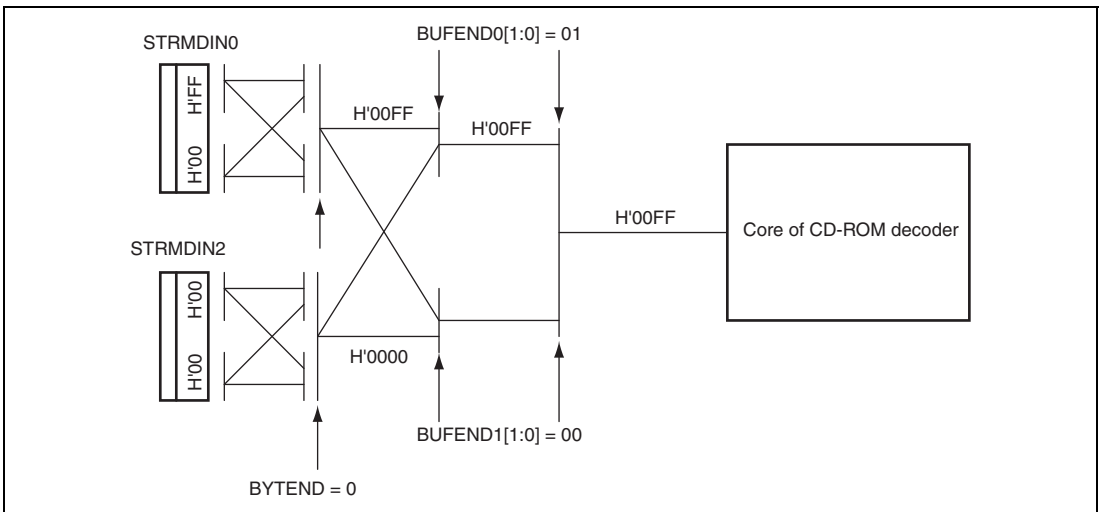 BUFEND0[1:0] = 01
STRMDIN0
H'FF
H'00
H'00FF
H'00FF
H'00FF
Core of CD-ROM decoder
STRMDIN2
H'00
H'00
H'0000
BUFEND1[1:0] = 00
BYTEND = 0